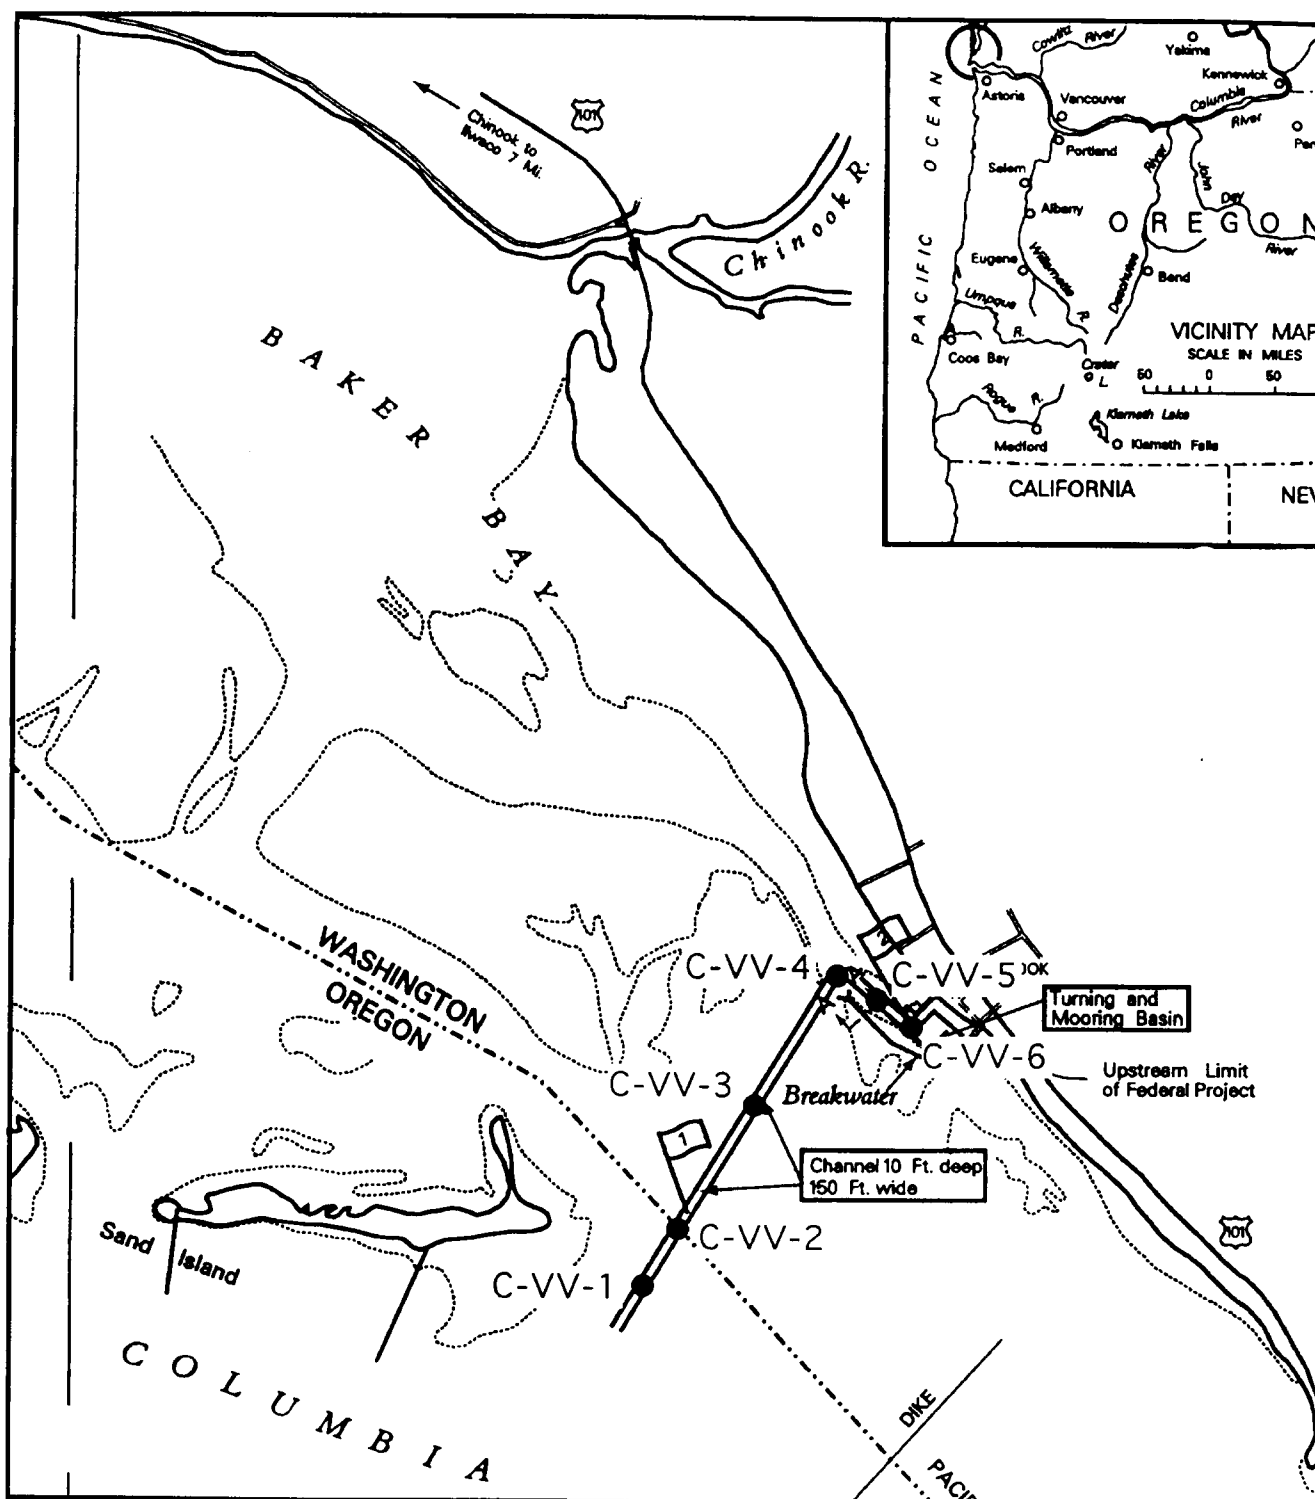 101
Chinook to
Ilwaco 7 Mi.
Chinook R.
BAKER BAY
PACIFIC OCEAN
Cowlitz River
Yakima
Kennewick
Astoria
Vancouver
Columbia River
Portland
Salem
River
John Day River
Albany
OREGON
Eugene
Willamette R.
Deschutes
Bend
Umpqua R.
VICINITY MAP
SCALE IN MILES
50 0 50
Coos Bay
Crater L.
Rogue R.
Klamath Lake
Medford
Klamath Falls
CALIFORNIA
NEV
WASHINGTON
OREGON
2
C-VV-4
C-VV-5
OOK
Turning and
Mooring Basin
C-VV-6
C-VV-3
Breakwater
Upstream Limit
of Federal Project
1
Channel 10 Ft. deep
150 Ft. wide
101
Sand Island
C-VV-2
C-VV-1
COLUMBIA
DIKE
PACIF